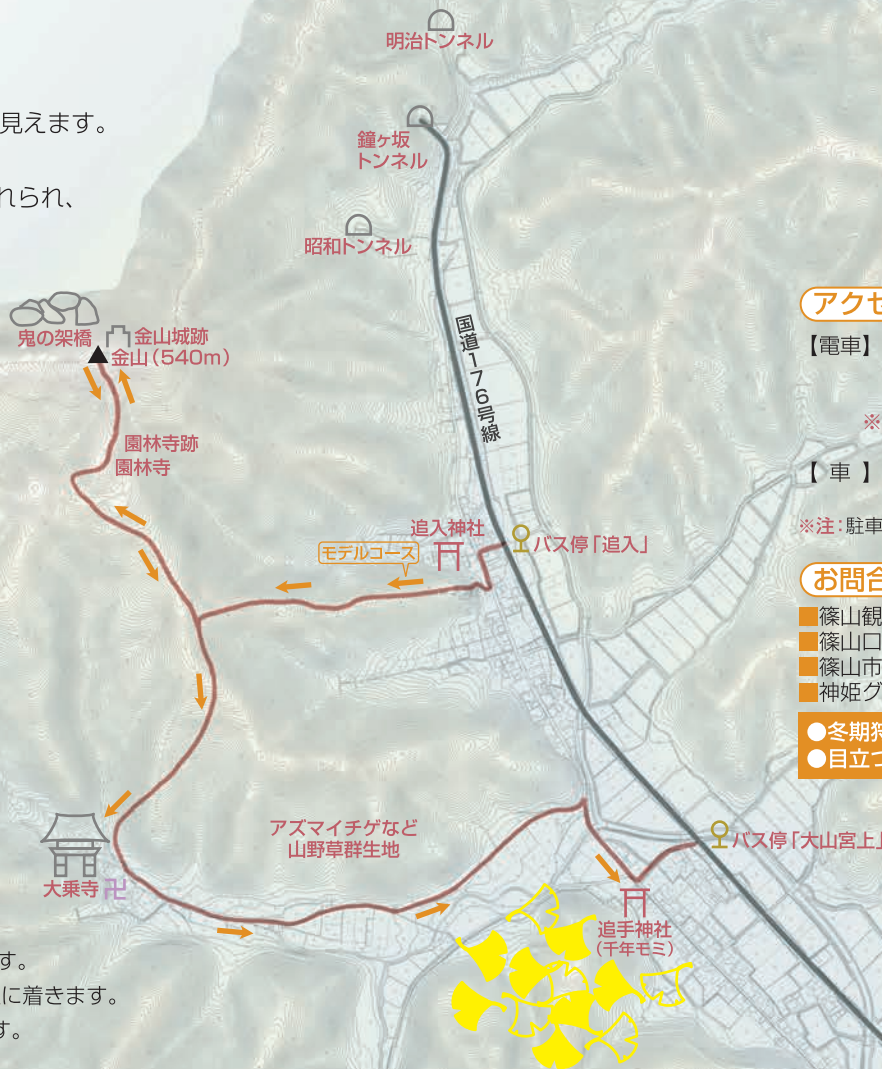 明治トンネル
見えます。
鐘ヶ坂
トンネル
れられ、
昭和トンネル
アクセ
鬼の架橋
金山城跡
金山(540m)
【電車】
国道176号線
※
園林寺跡
園林寺
【 車 】
追入神社
※注:駐車
バス停「追入」
モデルコース
お問合
■篠山観
■篠山口
■篠山市
■神姫グ
●冬期狩
●目立つ
アズマイチゲなど
山野草群生地
バス停「大山宮上」
大乗寺 卍
追手神社
(千年モミ)
す。
に着きます。
す。